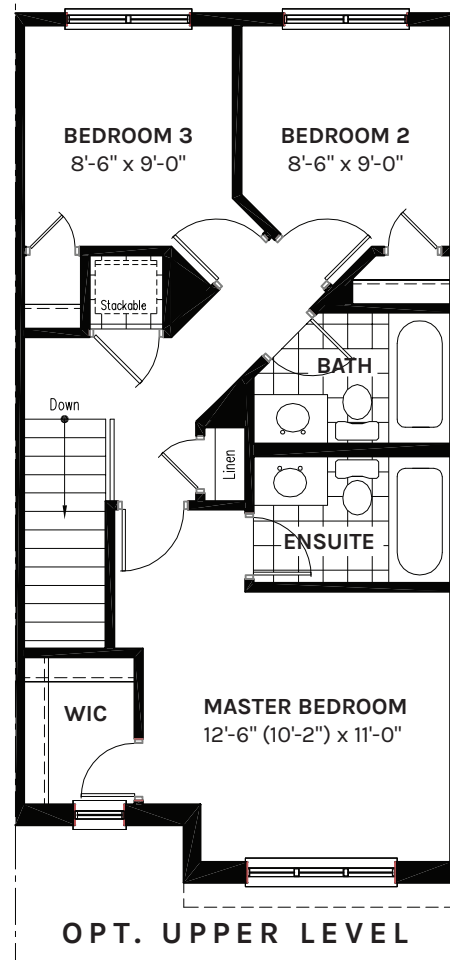 BEDROOM 3
8'-6" x 9'-0"
BEDROOM 2
8'-6" x 9'-0"
Stackable
BATH
Down
Linen
ENSUITE
WIC
MASTER BEDROOM
12'-6" (10'-2") x 11'-0"
OPT. UPPER LEVEL